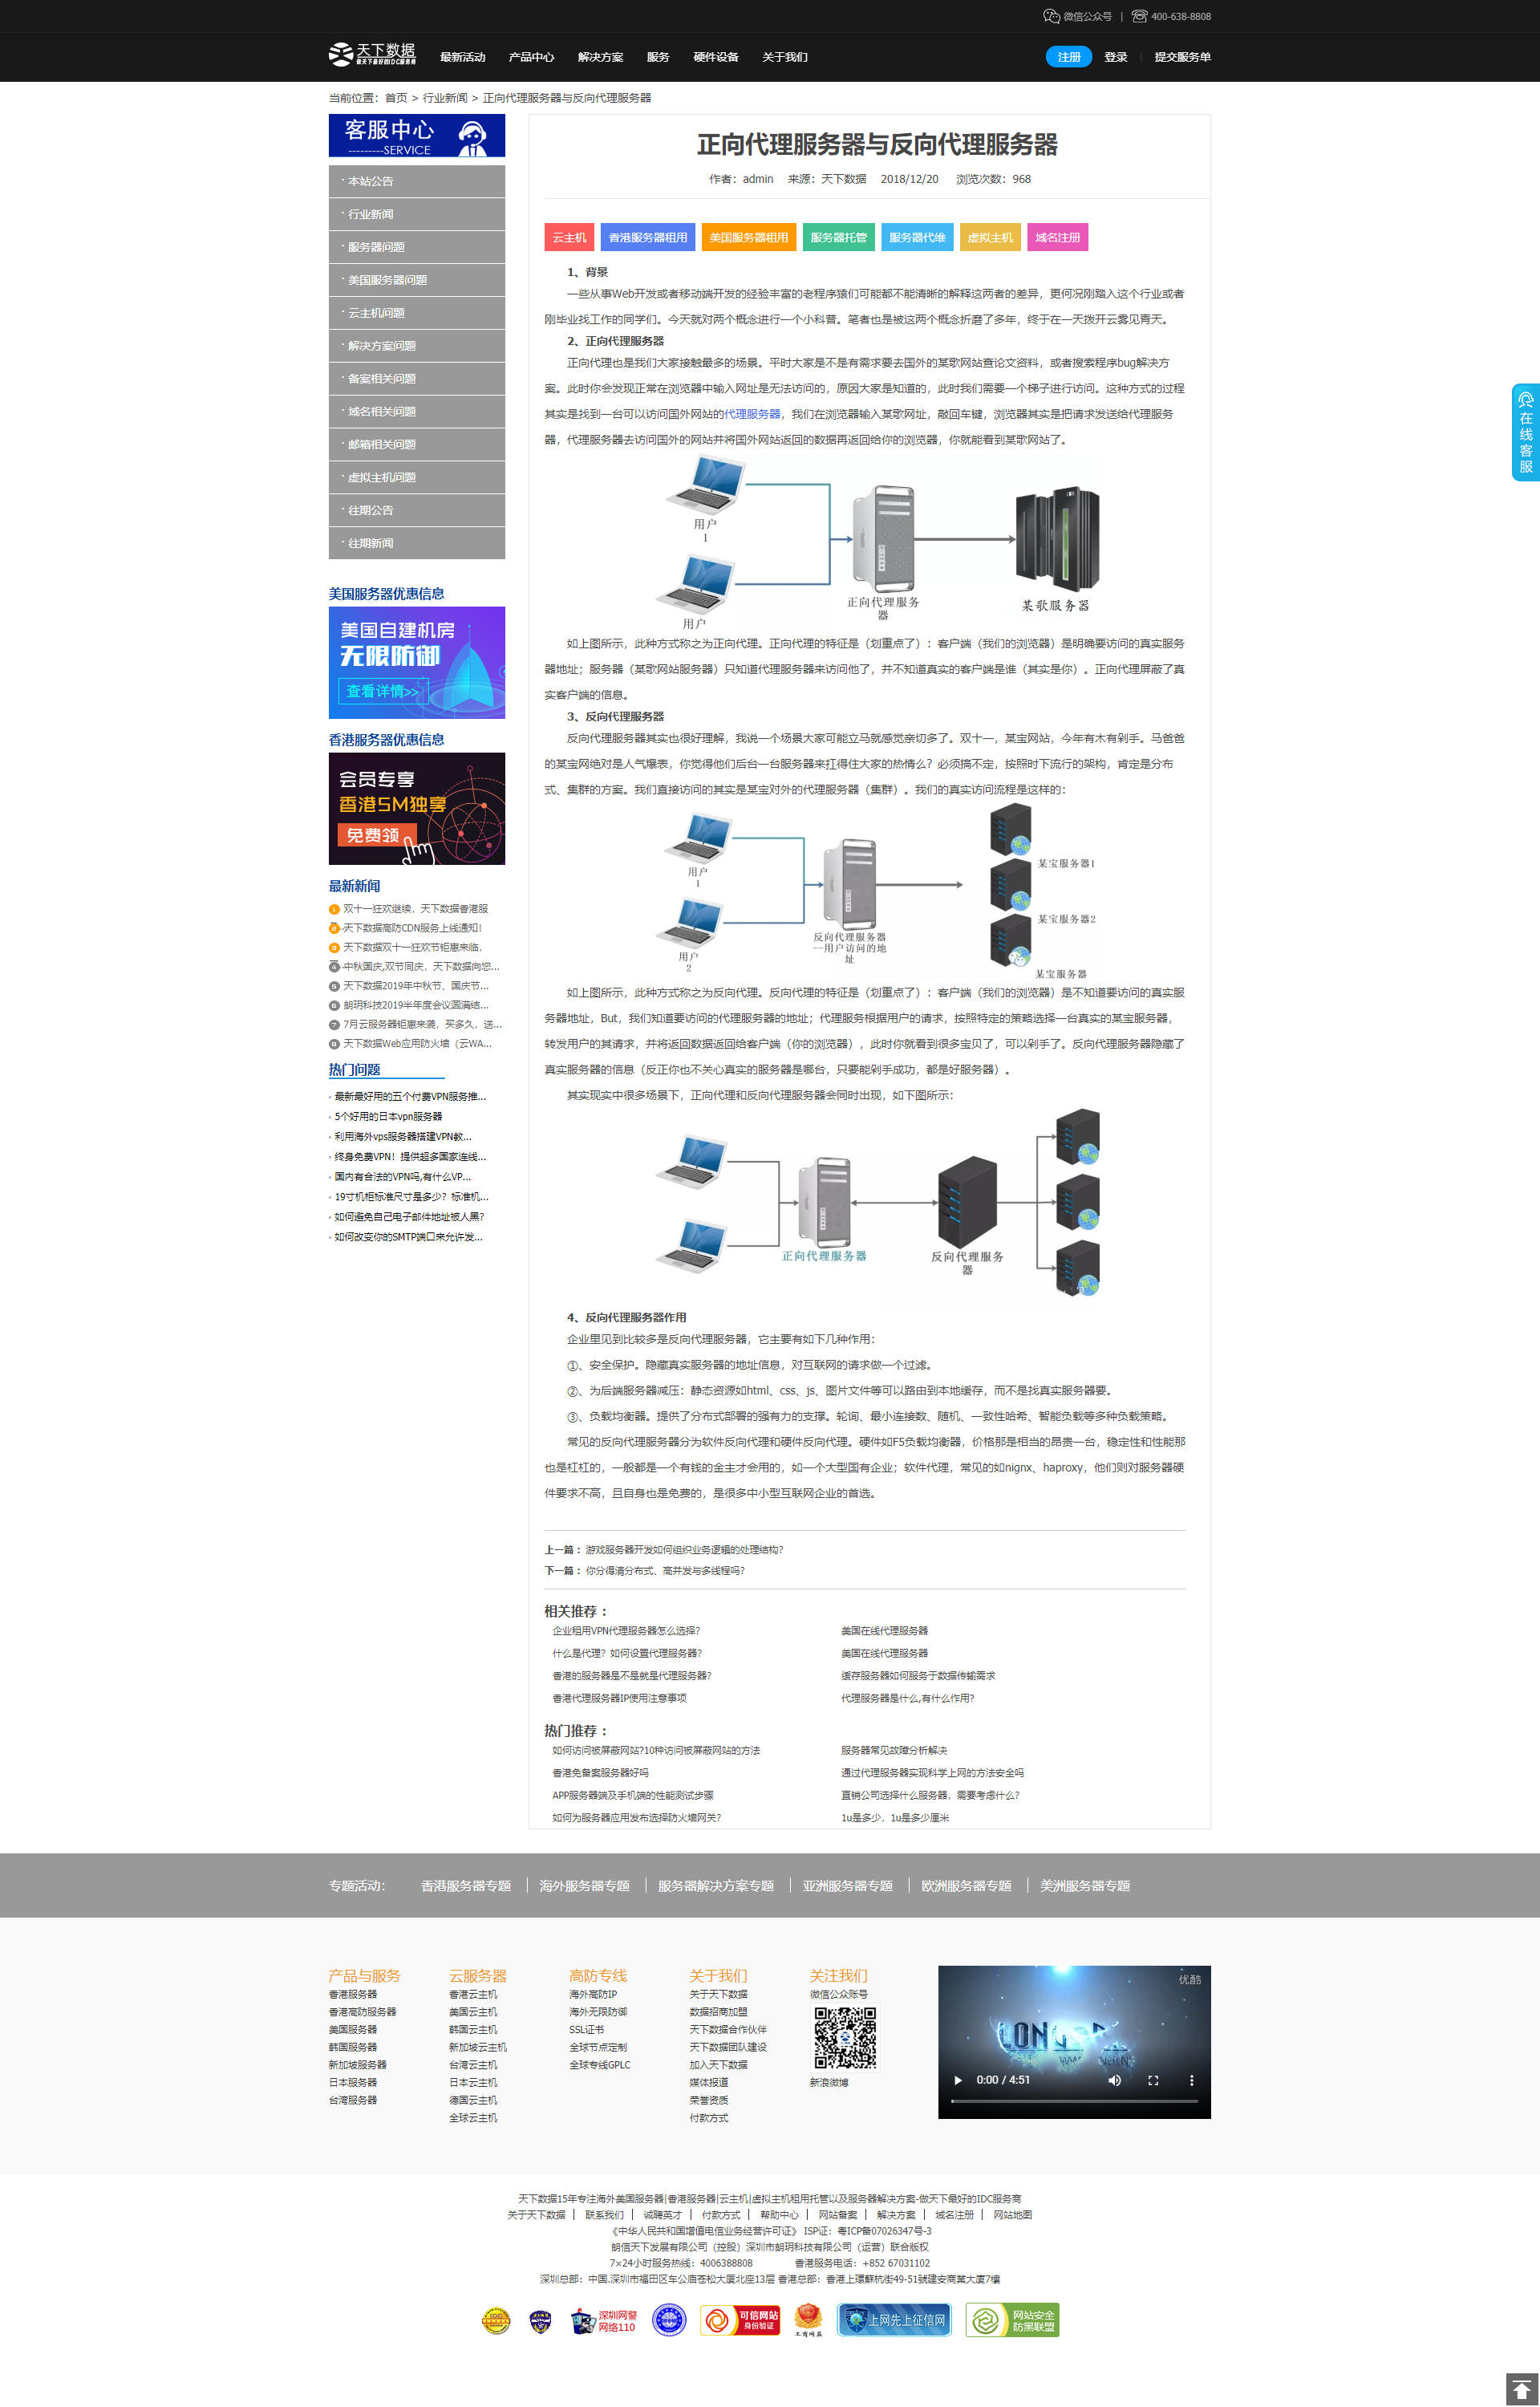 微信公众号 | 400-638-8808
天下数据 做天下最好的IDC服务商 最新活动 产品中心 解决方案 服务 硬件设备 关于我们 注册 登录 | 提交服务单
当前位置：首页 > 行业新闻 > 正向代理服务器与反向代理服务器
客服中心
---------SERVICE
· 本站公告
· 行业新闻
· 服务器问题
· 美国服务器问题
· 云主机问题
· 解决方案问题
· 备案相关问题
· 域名相关问题
· 邮箱相关问题
· 虚拟主机问题
· 往期公告
· 往期新闻
美国服务器优惠信息
美国自建机房
无限防御
查看详情>>
香港服务器优惠信息
会员专享
香港5M独享
免费领
最新新闻
1 双十一狂欢继续，天下数据香港服
2 天下数据高防CDN服务上线通知!
3 天下数据双十一狂欢节钜惠来临，
4 中秋国庆,双节同庆，天下数据向您...
5 天下数据2019年中秋节、国庆节...
6 朗玥科技2019半年度会议圆满结...
7 7月云服务器钜惠来袭，买多久，送...
8 天下数据Web应用防火墙（云WA...
热门问题
最新最好用的五个付费VPN服务推...
5个好用的日本vpn服务器
利用海外vps服务器搭建VPN教...
终身免费VPN！提供超多国家连线...
国内有合法的VPN吗,有什么VP...
19寸机柜标准尺寸是多少？标准机...
如何避免自己电子邮件地址被人黑？
如何改变你的SMTP端口来允许发...
正向代理服务器与反向代理服务器
作者：admin 来源：天下数据 2018/12/20 浏览次数：968
云主机 香港服务器租用 美国服务器租用 服务器托管 服务器代维 虚拟主机 域名注册
1、背景
一些从事Web开发或者移动端开发的经验丰富的老程序猿们可能都不能清晰的解释这两者的差异，更何况刚踏入这个行业或者
刚毕业找工作的同学们。今天就对两个概念进行一个小科普。笔者也是被这两个概念折磨了多年，终于在一天拨开云雾见青天。
2、正向代理服务器
正向代理也是我们大家接触最多的场景。平时大家是不是有需求要去国外的某歌网站查论文资料，或者搜索程序bug解决方
案。此时你会发现正常在浏览器中输入网址是无法访问的，原因大家是知道的，此时我们需要一个梯子进行访问。这种方式的过程
其实是找到一台可以访问国外网站的代理服务器，我们在浏览器输入某歌网址，敲回车键，浏览器其实是把请求发送给代理服务
器，代理服务器去访问国外的网站并将国外网站返回的数据再返回给你的浏览器，你就能看到某歌网站了。
用户
1
用户
正向代理服务
器
某歌服务器
如上图所示，此种方式称之为正向代理。正向代理的特征是（划重点了）：客户端（我们的浏览器）是明确要访问的真实服务
器地址；服务器（某歌网站服务器）只知道代理服务器来访问他了，并不知道真实的客户端是谁（其实是你）。正向代理屏蔽了真
实客户端的信息。
3、反向代理服务器
反向代理服务器其实也很好理解，我说一个场景大家可能立马就感觉亲切多了。双十一，某宝网站，今年有木有剁手。马爸爸
的某宝网绝对是人气爆表，你觉得他们后台一台服务器来扛得住大家的热情么？必须搞不定，按照时下流行的架构，肯定是分布
式、集群的方案。我们直接访问的其实是某宝对外的代理服务器（集群）。我们的真实访问流程是这样的：
用户
1
用户
2
反向代理服务器
--用户访问的地
址
某宝服务器1
某宝服务器2
某宝服务器
如上图所示，此种方式称之为反向代理。反向代理的特征是（划重点了）：客户端（我们的浏览器）是不知道要访问的真实服
务器地址，But，我们知道要访问的代理服务器的地址；代理服务根据用户的请求，按照特定的策略选择一台真实的某宝服务器，
转发用户的其请求，并将返回数据返回给客户端（你的浏览器），此时你就看到很多宝贝了，可以剁手了。反向代理服务器隐藏了
真实服务器的信息（反正你也不关心真实的服务器是哪台，只要能剁手成功，都是好服务器）。
其实现实中很多场景下，正向代理和反向代理服务器会同时出现，如下图所示：
正向代理服务器
反向代理服务
器
4、反向代理服务器作用
企业里见到比较多是反向代理服务器，它主要有如下几种作用：
①、安全保护。隐藏真实服务器的地址信息，对互联网的请求做一个过滤。
②、为后端服务器减压：静态资源如html、css、js、图片文件等可以路由到本地缓存，而不是找真实服务器要。
③、负载均衡器。提供了分布式部署的强有力的支撑。轮询、最小连接数、随机、一致性哈希、智能负载等多种负载策略。
常见的反向代理服务器分为软件反向代理和硬件反向代理。硬件如F5负载均衡器，价格那是相当的昂贵一台，稳定性和性能那
也是杠杠的，一般都是一个有钱的金主才会用的，如一个大型国有企业；软件代理，常见的如nignx、haproxy，他们则对服务器硬
件要求不高，且自身也是免费的，是很多中小型互联网企业的首选。
上一篇 ：游戏服务器开发如何组织业务逻辑的处理结构？
下一篇 ：你分得清分布式、高并发与多线程吗？
相关推荐 ：
企业租用VPN代理服务器怎么选择？ 美国在线代理服务器
什么是代理？如何设置代理服务器？ 美国在线代理服务器
香港的服务器是不是就是代理服务器？ 缓存服务器如何服务于数据传输需求
香港代理服务器IP使用注意事项 代理服务器是什么,有什么作用?
热门推荐 ：
如何访问被屏蔽网站?10种访问被屏蔽网站的方法 服务器常见故障分析解决
香港免备案服务器好吗 通过代理服务器实现科学上网的方法安全吗
APP服务器端及手机端的性能测试步骤 直销公司选择什么服务器，需要考虑什么？
如何为服务器应用发布选择防火墙网关？ 1u是多少，1u是多少厘米
在线客服
专题活动： 香港服务器专题 海外服务器专题 服务器解决方案专题 亚洲服务器专题 欧洲服务器专题 美洲服务器专题
产品与服务
香港服务器
香港高防服务器
美国服务器
韩国服务器
新加坡服务器
日本服务器
台湾服务器
云服务器
香港云主机
美国云主机
韩国云主机
新加坡云主机
台湾云主机
日本云主机
德国云主机
全球云主机
高防专线
海外高防IP
海外无限防御
SSL证书
全球节点定制
全球专线GPLC
关于我们
关于天下数据
数据招商加盟
天下数据合作伙伴
天下数据团队建设
加入天下数据
媒体报道
荣誉资质
付款方式
关注我们
微信公众账号
新浪微博
优酷
0:00 / 4:51
天下数据15年专注海外美国服务器|香港服务器|云主机|虚拟主机租用托管以及服务器解决方案-做天下最好的IDC服务商
关于天下数据 | 联系我们 | 诚聘英才 | 付款方式 | 帮助中心 | 网站备案 | 解决方案 | 域名注册 | 网站地图
《中华人民共和国增值电信业务经营许可证》 ISP证：粤ICP备07026347号-3
朗信天下发展有限公司（控股）深圳市朗玥科技有限公司（运营）联合版权
7×24小时服务热线：4006388808 香港服务电话：+852 67031102
深圳总部：中国.深圳市福田区车公庙苍松大厦北座13层 香港总部：香港上環蘇杭街49-51號建安商業大廈7樓
深圳网警
网络110
可信网站
身份验证
工商网监
上网先上征信网
网站安全
防黑联盟